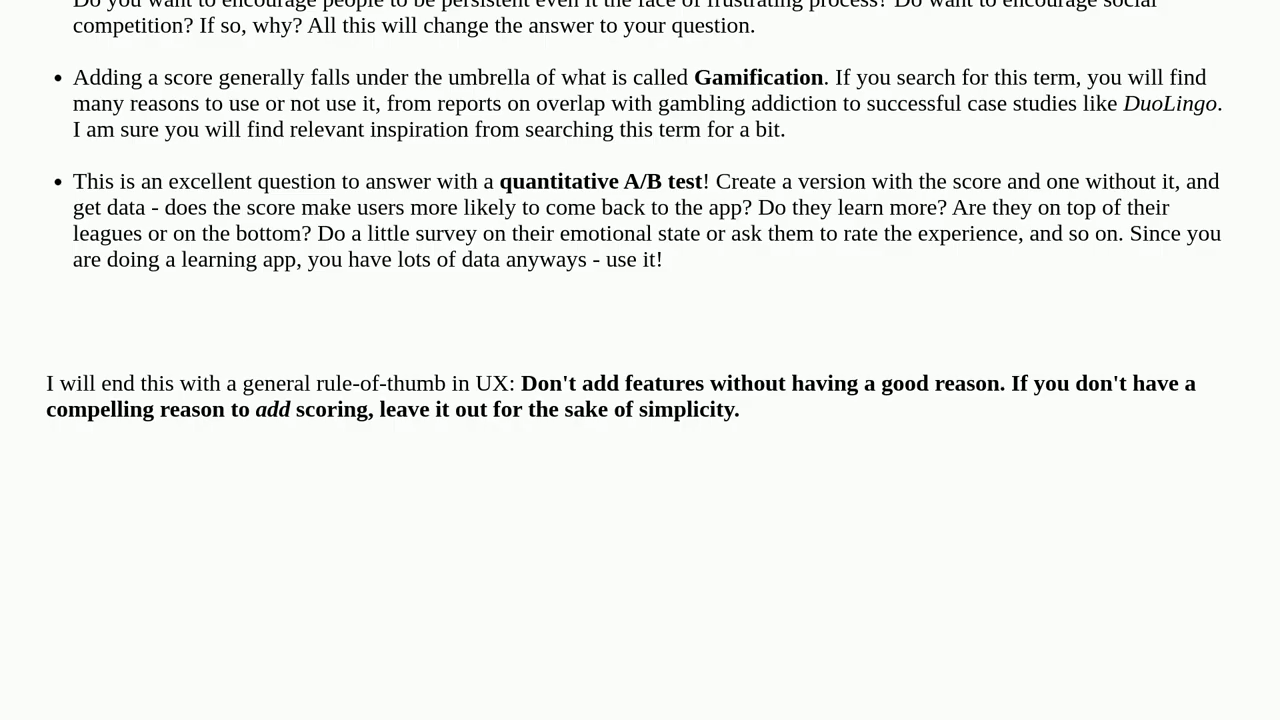 Do you want to encourage people to be persistent even it the face of frustrating process? Do want to encourage social
competition? If so, why? All this will change the answer to your question.
Adding a score generally falls under the umbrella of what is called Gamification. If you search for this term, you will find
many reasons to use or not use it, from reports on overlap with gambling addiction to successful case studies like DuoLingo.
I am sure you will find relevant inspiration from searching this term for a bit.
This is an excellent question to answer with a quantitative A/B test! Create a version with the score and one without it, and
get data - does the score make users more likely to come back to the app? Do they learn more? Are they on top of their
leagues or on the bottom? Do a little survey on their emotional state or ask them to rate the experience, and so on. Since you
are doing a learning app, you have lots of data anyways - use it!
I will end this with a general rule-of-thumb in UX: Don't add features without having a good reason. If you don't have a
compelling reason to add scoring, leave it out for the sake of simplicity.